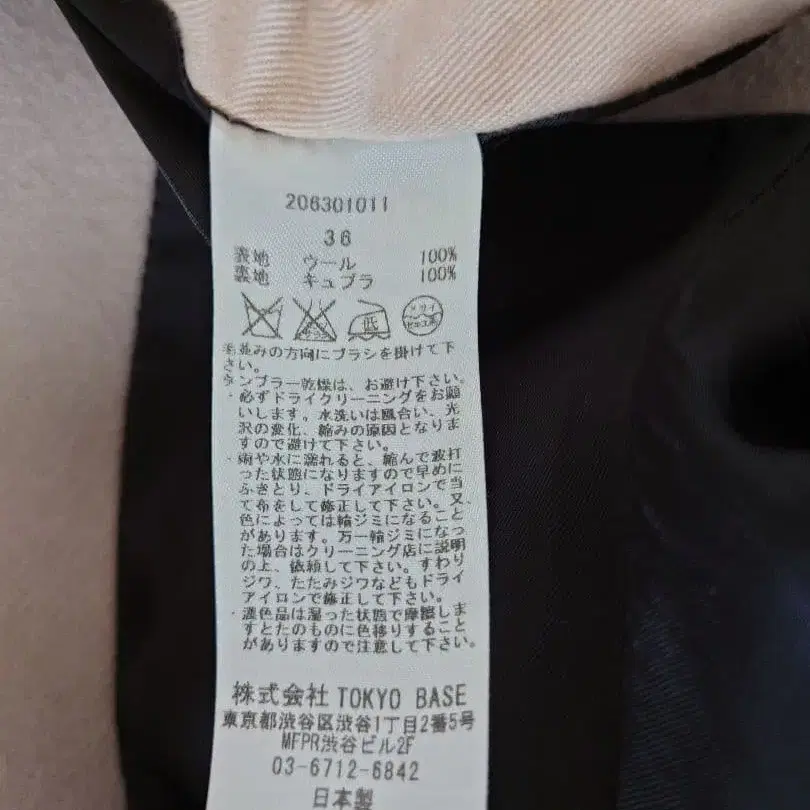 206301011
36
表地 ウール 100%
裏地 キュプラ 100%
エンソサラシ
低
ドライ
セキユ系
毛並みの方向にブラシを掛けて下
さい。
タンブラー乾燥は、お避け下さい。
・必ずドライクリーニングをお願
いします。水洗いは風合い、光
沢の変化、縮みの原因となりま
すので避けて下さい。
・雨や水に濡れると、縮んで波打
った状態になりますので早めに
ふきとり、ドライアイロンで当
て布をして修正して下さい。又、
色によっては輪ジミになること
があります。万一輪ジミになっ
た場合はクリーニング店に説明
の上、依頼して下さい。すわり
ジワ、たたみジワなどもドライ
アイロンで修正して下さい。
・濃色品は湿った状態で摩擦しま
すとたのものに色移りすること
がありますので注意して下さい。
株式会社 TOKYO BASE
東京都渋谷区渋谷1丁目2番5号
MFPR渋谷ビル2F
03-6712-6842
日本製